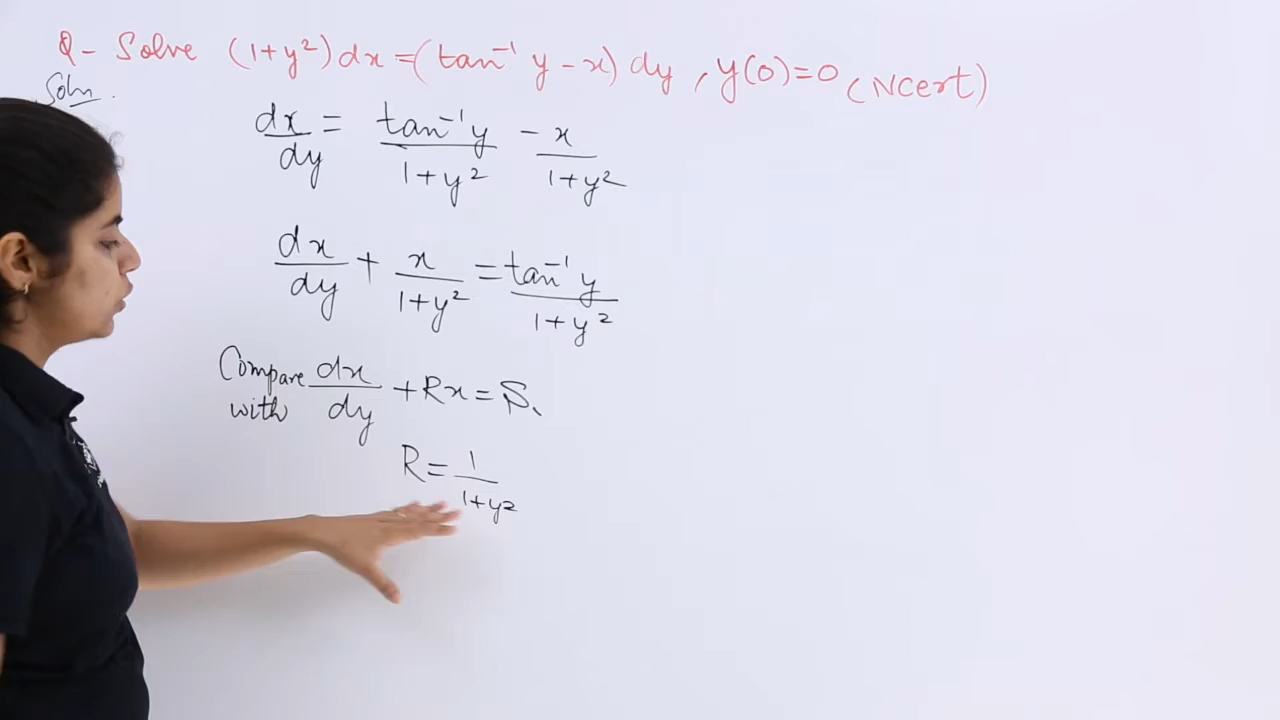 Q- Solve (1+y²)dx=(tan⁻¹ y-x) dy, y(0)=0 (Ncert)
Soln.
dx/dy = tan⁻¹y/1+y² - x/1+y²
dx/dy + x/1+y² = tan⁻¹y/1+y²
Compare with dx/dy + Rx = S.
R = 1/1+y²